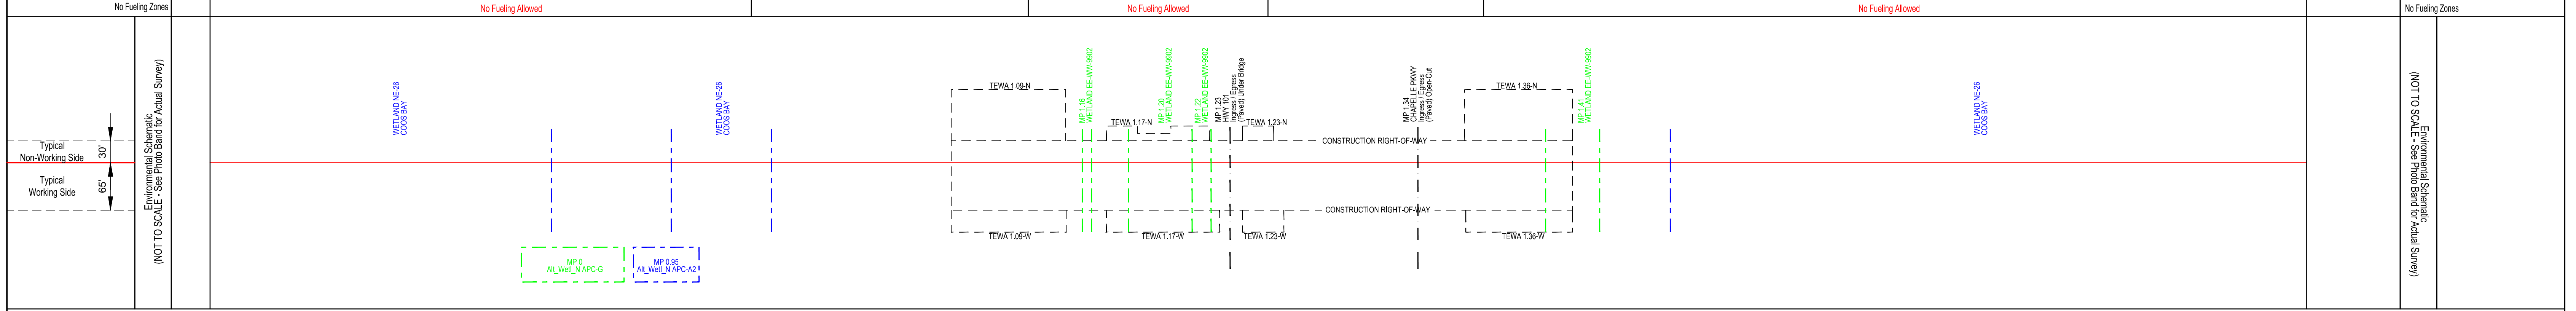 No Fueling Zones
No Fueling Allowed
No Fueling Allowed
No Fueling Allowed
No Fueling Zones
Typical
Non-Working Side
30'
Typical
Working Side
65'
Environmental Schematic
(NOT TO SCALE - See Photo Band for Actual Survey)
WETLAND NE-26
COOS BAY
WETLAND NE-26
COOS BAY
MP 0
Alt_Wetl_N APC-G
MP 0.95
Alt_Wetl_N APC-A2
TEWA 1.09-N
TEWA 1.09-W
MP 1.16
WETLAND EE-WW-9902
TEWA 1.17-N
TEWA 1.17-W
MP 1.20
WETLAND EE-WW-9902
MP 1.22
WETLAND EE-WW-9902
MP 1.23
HWY 101
Ingress / Egress
(Paved) Under Bridge
TEWA 1.23-N
TEWA 1.23-W
CONSTRUCTION RIGHT-OF-WAY
CONSTRUCTION RIGHT-OF-WAY
MP 1.34
CHAPELLE PKWY
Ingress / Egress
(Paved) Open-Cut
TEWA 1.36-N
TEWA 1.36-W
MP 1.41
WETLAND EE-WW-9902
WETLAND NE-26
COOS BAY
Environmental Schematic
(NOT TO SCALE - See Photo Band for Actual Survey)